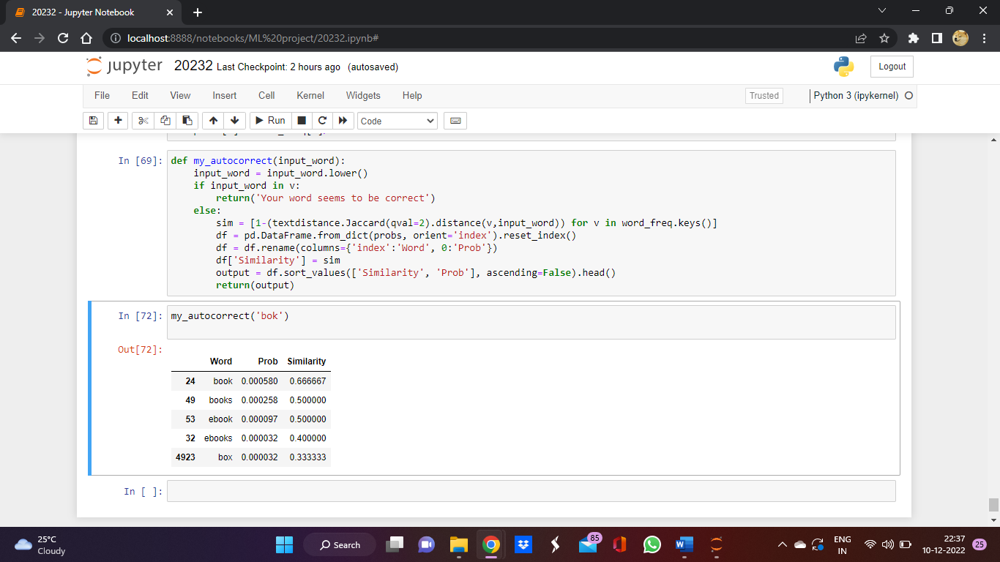 20232 - Jupyter Notebook
localhost:8888/notebooks/ML%20project/20232.ipynb#
jupyter 20232 Last Checkpoint: 2 hours ago (autosaved)
Logout
File Edit View Insert Cell Kernel Widgets Help
Trusted Python 3 (ipykernel)
Run Code
In [69]: def my_autocorrect(input_word):
    input_word = input_word.lower()
    if input_word in v:
        return('Your word seems to be correct')
    else:
        sim = [1-(textdistance.Jaccard(qval=2).distance(v,input_word)) for v in word_freq.keys()]
        df = pd.DataFrame.from_dict(probs, orient='index').reset_index()
        df = df.rename(columns={'index':'Word', 0:'Prob'})
        df['Similarity'] = sim
        output = df.sort_values(['Similarity', 'Prob'], ascending=False).head()
        return(output)
In [72]: my_autocorrect('bok')
Out[72]:
Word Prob Similarity
24 book 0.000580 0.666667
49 books 0.000258 0.500000
53 ebook 0.000097 0.500000
32 ebooks 0.000032 0.400000
4923 box 0.000032 0.333333
In [ ]:
25°C
Cloudy
Search
85
ENG
IN
22:37
10-12-2022
25